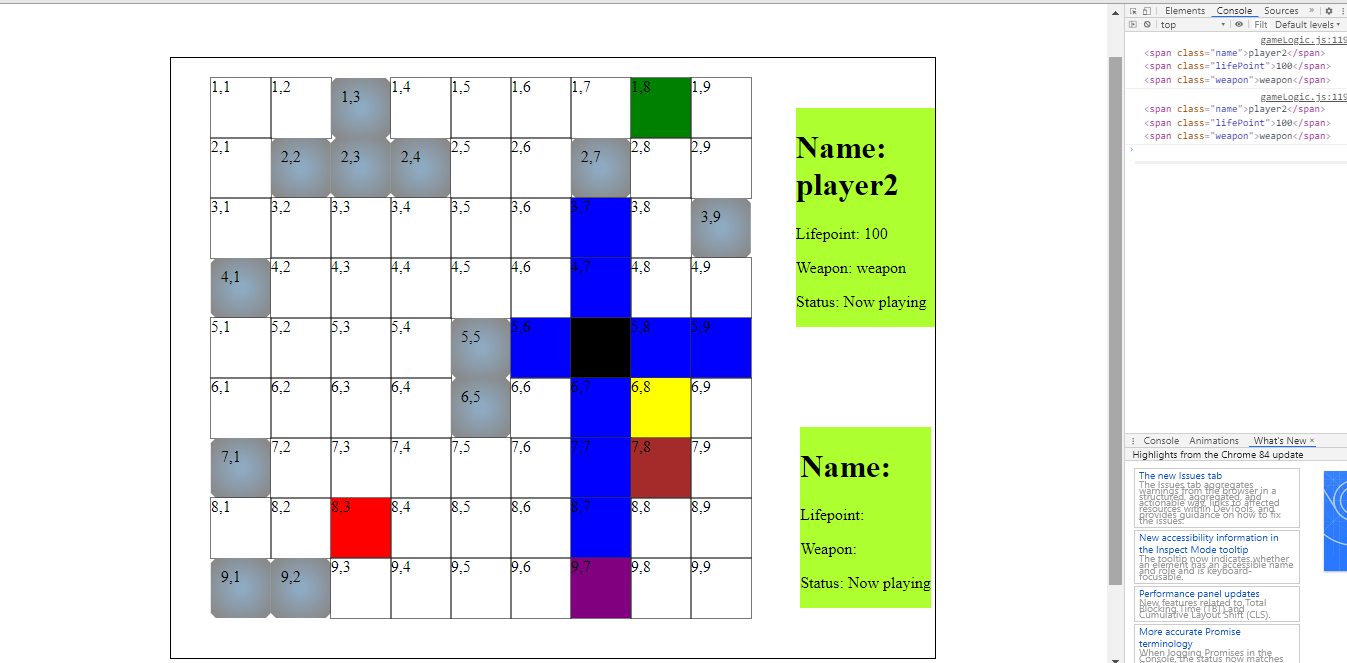 Elements Console Sources »
top Filt Default levels
gameLogic.js:119
<span class="name">player2</span>
<span class="lifePoint">100</span>
<span class="weapon">weapon</span>
gameLogic.js:119
<span class="name">player2</span>
<span class="lifePoint">100</span>
<span class="weapon">weapon</span>
1,1 1,2 1,3 1,4 1,5 1,6 1,7 1,8 1,9
2,1 2,2 2,3 2,4 2,5 2,6 2,7 2,8 2,9
3,1 3,2 3,3 3,4 3,5 3,6 3,7 3,8 3,9
4,1 4,2 4,3 4,4 4,5 4,6 4,7 4,8 4,9
5,1 5,2 5,3 5,4 5,5 5,6 5,8 5,9
6,1 6,2 6,3 6,4 6,5 6,6 6,7 6,8 6,9
7,1 7,2 7,3 7,4 7,5 7,6 7,7 7,8 7,9
8,1 8,2 8,3 8,4 8,5 8,6 8,7 8,8 8,9
9,1 9,2 9,3 9,4 9,5 9,6 9,7 9,8 9,9
Name:
player2
Lifepoint: 100
Weapon: weapon
Status: Now playing
Name:
Lifepoint:
Weapon:
Status: Now playing
Console Animations What's New ×
Highlights from the Chrome 84 update
The new Issues tab
The Issues tab aggregates
warnings from the browser in a
structured, aggregated, and
actionable way, links to affected
resources within DevTools, and
provides guidance on how to fix
the issues.
New accessibility information in
the Inspect Mode tooltip
The tooltip now indicates whether
an element has an accessible name
and role and is keyboard-
focusable.
Performance panel updates
New features related to Total
Blocking Time (TBT) and
Cumulative Layout Shift (CLS).
More accurate Promise
terminology
When logging Promises in the
Console, the status now matches